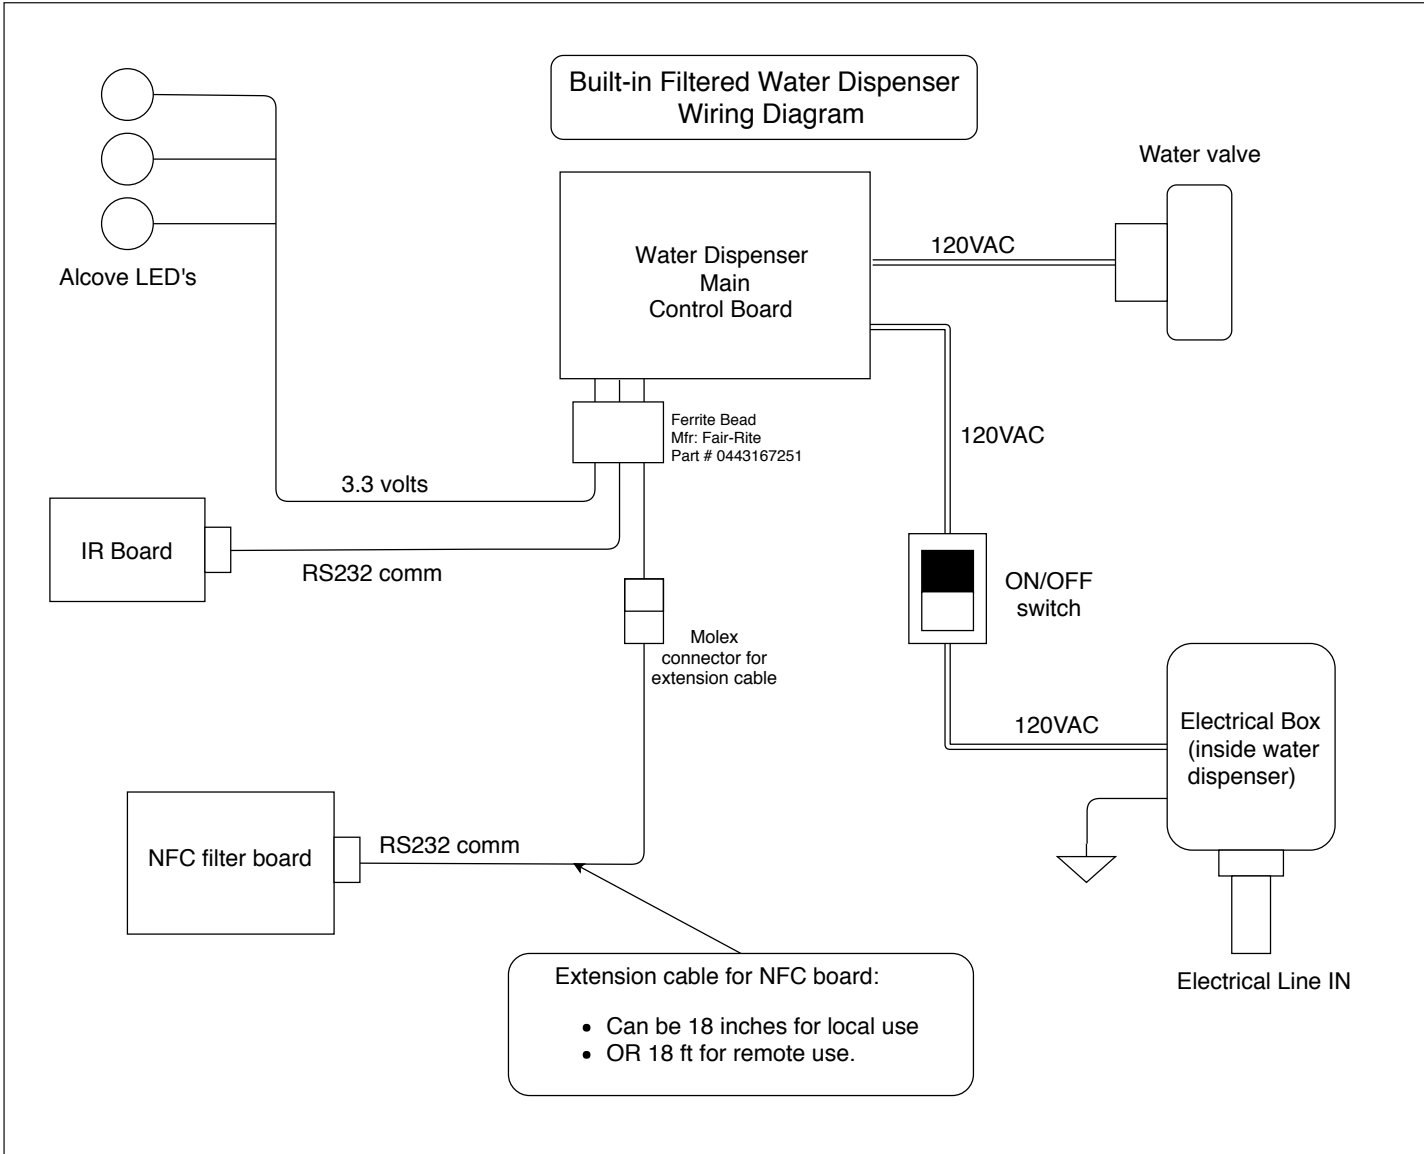 Built-in Filtered Water Dispenser
Wiring Diagram
Water valve
Alcove LED's
Water Dispenser
Main
Control Board
120VAC
Ferrite Bead
Mfr: Fair-Rite
Part # 0443167251
120VAC
3.3 volts
IR Board
RS232 comm
ON/OFF
switch
Molex
connector for
extension cable
120VAC
Electrical Box
(inside water
dispenser)
NFC filter board
RS232 comm
Extension cable for NFC board:
• Can be 18 inches for local use
• OR 18 ft for remote use.
Electrical Line IN